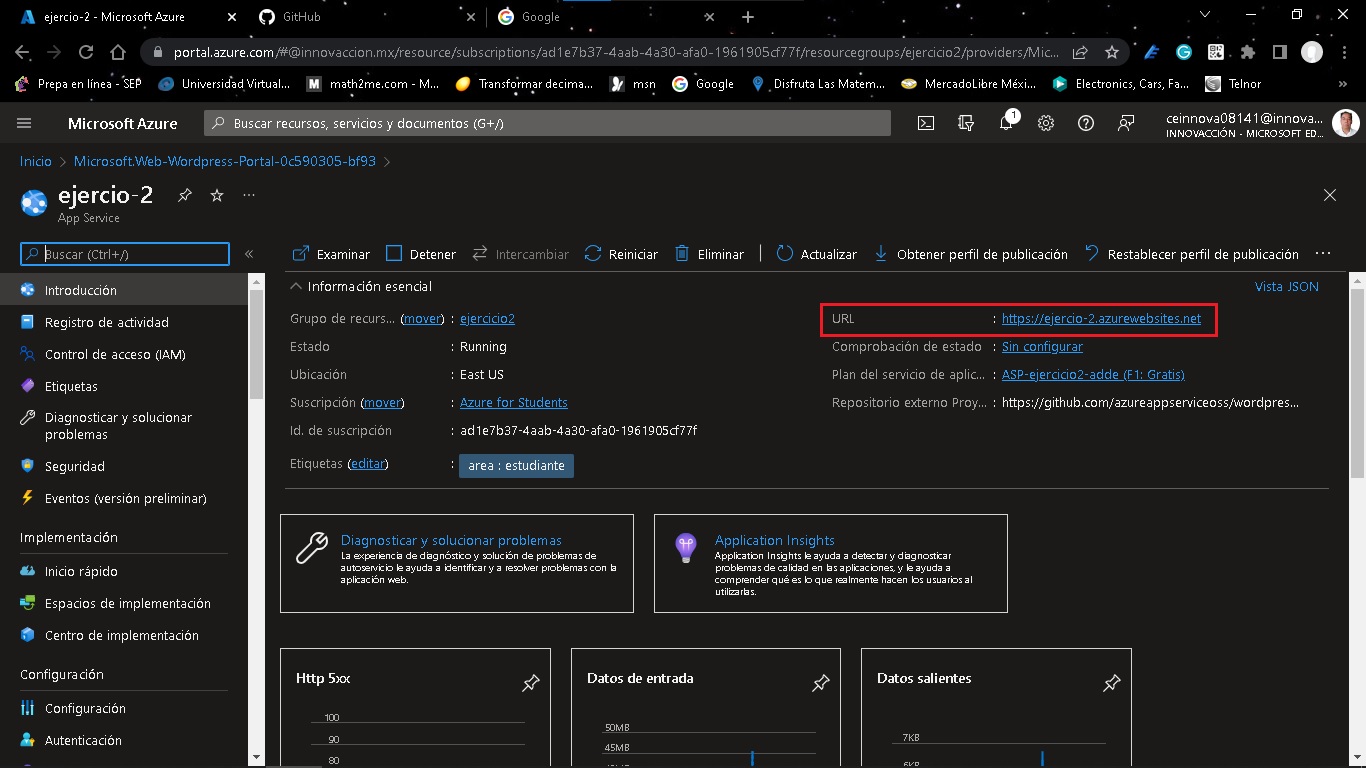 ejercio-2 - Microsoft Azure
GitHub
Google
portal.azure.com/#@innovaccion.mx/resource/subscriptions/ad1e7b37-4aab-4a30-afa0-1961905cf77f/resourcegroups/ejercicio2/providers/Mic...
Prepa en línea - SEP
Universidad Virtual...
math2me.com - M...
Transformar decima...
msn
Google
Disfruta Las Matem...
MercadoLibre Méxi...
Electronics, Cars, Fa...
Telnor
»
Microsoft Azure
Buscar recursos, servicios y documentos (G+/)
1
ceinnova08141@innova...
INNOVACCIÓN - MICROSOFT ED...
Inicio > Microsoft.Web-Wordpress-Portal-0c590305-bf93 >
ejercio-2
App Service
Buscar (Ctrl+/)
«
Examinar
Detener
Intercambiar
Reiniciar
Eliminar
Actualizar
Obtener perfil de publicación
Restablecer perfil de publicación
Introducción
Registro de actividad
Control de acceso (IAM)
Etiquetas
Diagnosticar y solucionar
problemas
Seguridad
Eventos (versión preliminar)
Implementación
Inicio rápido
Espacios de implementación
Centro de implementación
Configuración
Configuración
Autenticación
Información esencial
Vista JSON
Grupo de recurs... (mover) : ejercicio2
Estado : Running
Ubicación : East US
Suscripción (mover) : Azure for Students
Id. de suscripción : ad1e7b37-4aab-4a30-afa0-1961905cf77f
Etiquetas (editar) : area : estudiante
URL : https://ejercio-2.azurewebsites.net
Comprobación de estado : Sin configurar
Plan del servicio de aplic... : ASP-ejercicio2-adde (F1: Gratis)
Repositorio externo Proy... : https://github.com/azureappserviceoss/wordpres...
Diagnosticar y solucionar problemas
La experiencia de diagnóstico y solución de problemas de
autoservicio le ayuda a identificar y a resolver problemas con la
aplicación web.
Application Insights
Application Insights le ayuda a detectar y diagnosticar
problemas de calidad en las aplicaciones, y le ayuda a
comprender qué es lo que realmente hacen los usuarios al
utilizarlas.
Http 5xx
100
90
80
Datos de entrada
50MB
45MB
Datos salientes
7KB